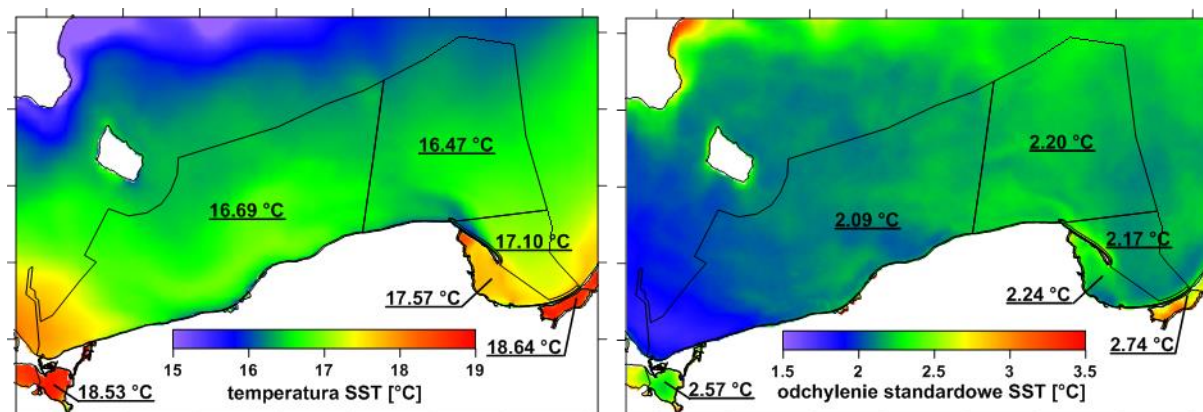 16.47 °C
16.69 °C
17.10 °C
17.57 °C
18.64 °C
18.53 °C
15 16 17 18 19
temperatura SST [°C]
2.20 °C
2.09 °C
2.17 °C
2.24 °C
2.74 °C
2.57 °C
1.5 2 2.5 3 3.5
odchylenie standardowe SST [°C]